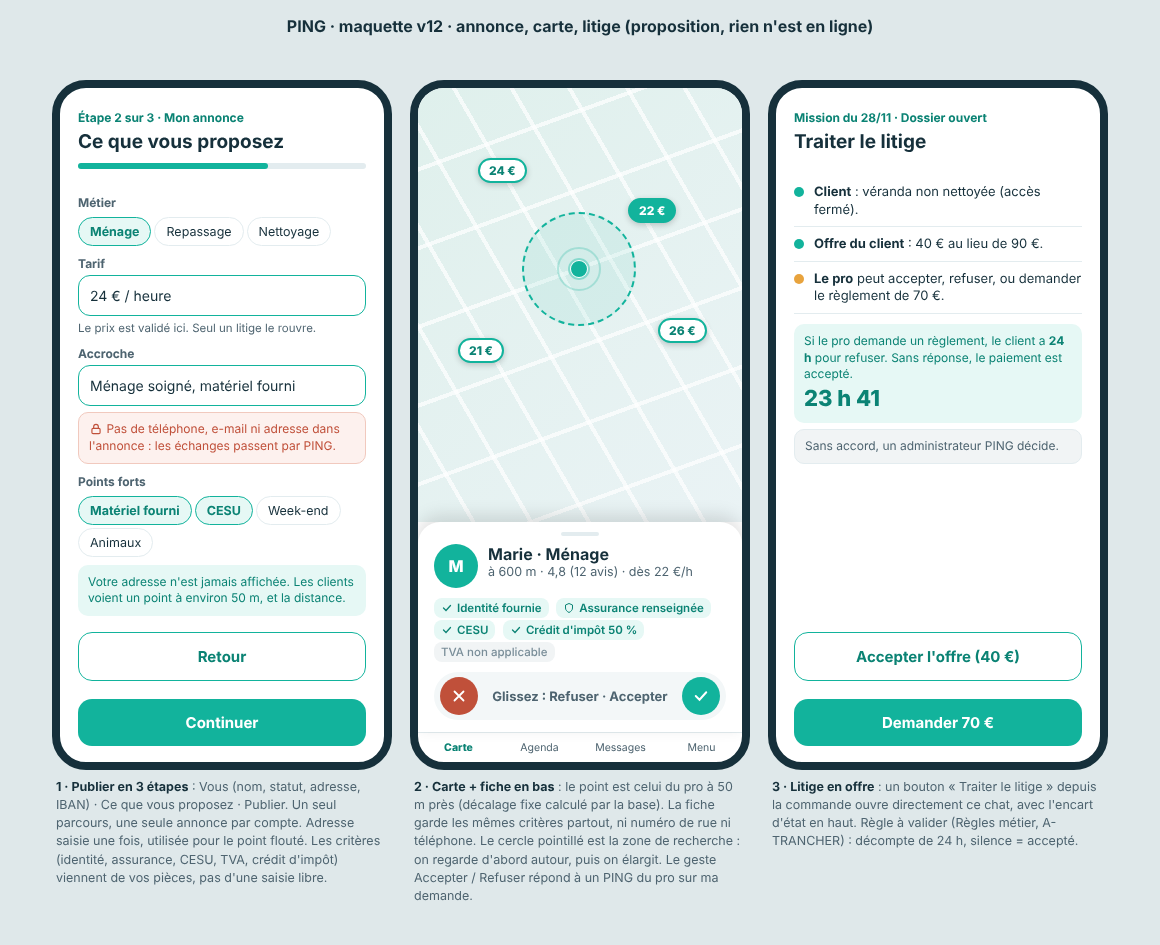 PING · maquette v12 · annonce, carte, litige (proposition, rien n'est en ligne)
Étape 2 sur 3 · Mon annonce
Ce que vous proposez
Métier
Ménage
Repassage
Nettoyage
Tarif
24 € / heure
Le prix est validé ici. Seul un litige le rouvre.
Accroche
Ménage soigné, matériel fourni
Pas de téléphone, e-mail ni adresse dans
l'annonce : les échanges passent par PING.
Points forts
Matériel fourni
CESU
Week-end
Animaux
Votre adresse n'est jamais affichée. Les clients
voient un point à environ 50 m, et la distance.
Retour
Continuer
1 · Publier en 3 étapes : Vous (nom, statut, adresse,
IBAN) · Ce que vous proposez · Publier. Un seul
parcours, une seule annonce par compte. Adresse
saisie une fois, utilisée pour le point flouté. Les critères
(identité, assurance, CESU, TVA, crédit d'impôt)
viennent de vos pièces, pas d'une saisie libre.
24 €
22 €
26 €
21 €
M
Marie · Ménage
à 600 m · 4,8 (12 avis) · dès 22 €/h
Identité fournie
Assurance renseignée
CESU
Crédit d'impôt 50 %
TVA non applicable
Glissez : Refuser · Accepter
Carte
Agenda
Messages
Menu
2 · Carte + fiche en bas : le point est celui du pro à 50
m près (décalage fixe calculé par la base). La fiche
garde les mêmes critères partout, ni numéro de rue ni
téléphone. Le cercle pointillé est la zone de recherche :
on regarde d'abord autour, puis on élargit. Le geste
Accepter / Refuser répond à un PING du pro sur ma
demande.
Mission du 28/11 · Dossier ouvert
Traiter le litige
Client : véranda non nettoyée (accès
fermé).
Offre du client : 40 € au lieu de 90 €.
Le pro peut accepter, refuser, ou demander
le règlement de 70 €.
Si le pro demande un règlement, le client a 24
h pour refuser. Sans réponse, le paiement est
accepté.
23 h 41
Sans accord, un administrateur PING décide.
Accepter l'offre (40 €)
Demander 70 €
3 · Litige en offre : un bouton « Traiter le litige » depuis
la commande ouvre directement ce chat, avec l'encart
d'état en haut. Règle à valider (Règles métier, A-
TRANCHER) : décompte de 24 h, silence = accepté.